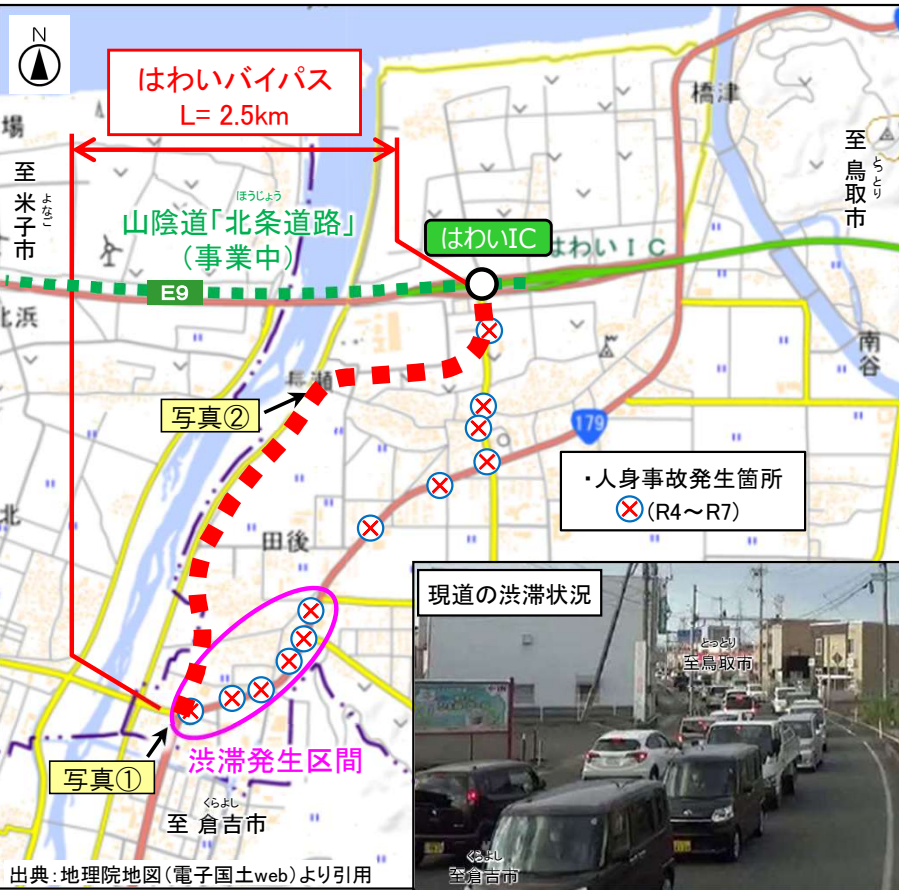 N
はわいバイパス
L= 2.5km
橋津
場
至
米子市
よなご
至
鳥取市
とっとり
ほうじょう
山陰道「北条道路」
(事業中)
はわいIC
はわいIC
E9
北浜
南谷
長瀬
写真②
179
・人身事故発生箇所
(R4～R7)
北
田後
現道の渋滞状況
とっとり
至鳥取市
渋滞発生区間
写真①
くらよし
至 倉吉市
くらよし
至倉吉市
出典:地理院地図(電子国土web)より引用